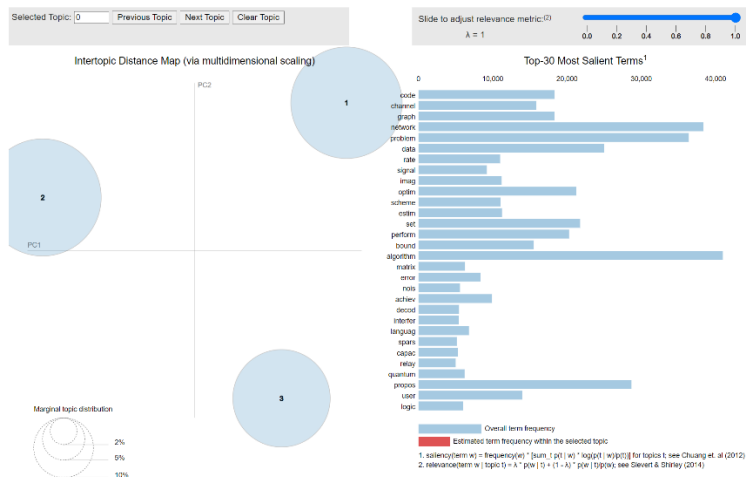 Selected Topic: 0 Previous Topic Next Topic Clear Topic
Slide to adjust relevance metric:(2)
λ = 1
0.0 0.2 0.4 0.6 0.8 1.0
Intertopic Distance Map (via multidimensional scaling)
PC2
PC1
1
2
3
Marginal topic distribution
2%
5%
10%
Top-30 Most Salient Terms1
0 10,000 20,000 30,000 40,000
code
channel
graph
network
problem
data
rate
signal
imag
optim
scheme
estim
set
perform
bound
algorithm
matrix
error
nois
achiev
decod
interfer
languag
spars
capac
relay
quantum
propos
user
logic
Overall term frequency
Estimated term frequency within the selected topic
1. saliency(term w) = frequency(w) * [sum_t p(t | w) * log(p(t | w)/p(t))] for topics t; see Chuang et. al (2012)
2. relevance(term w | topic t) = λ * p(w | t) + (1 - λ) * p(w | t)/p(w); see Sievert & Shirley (2014)